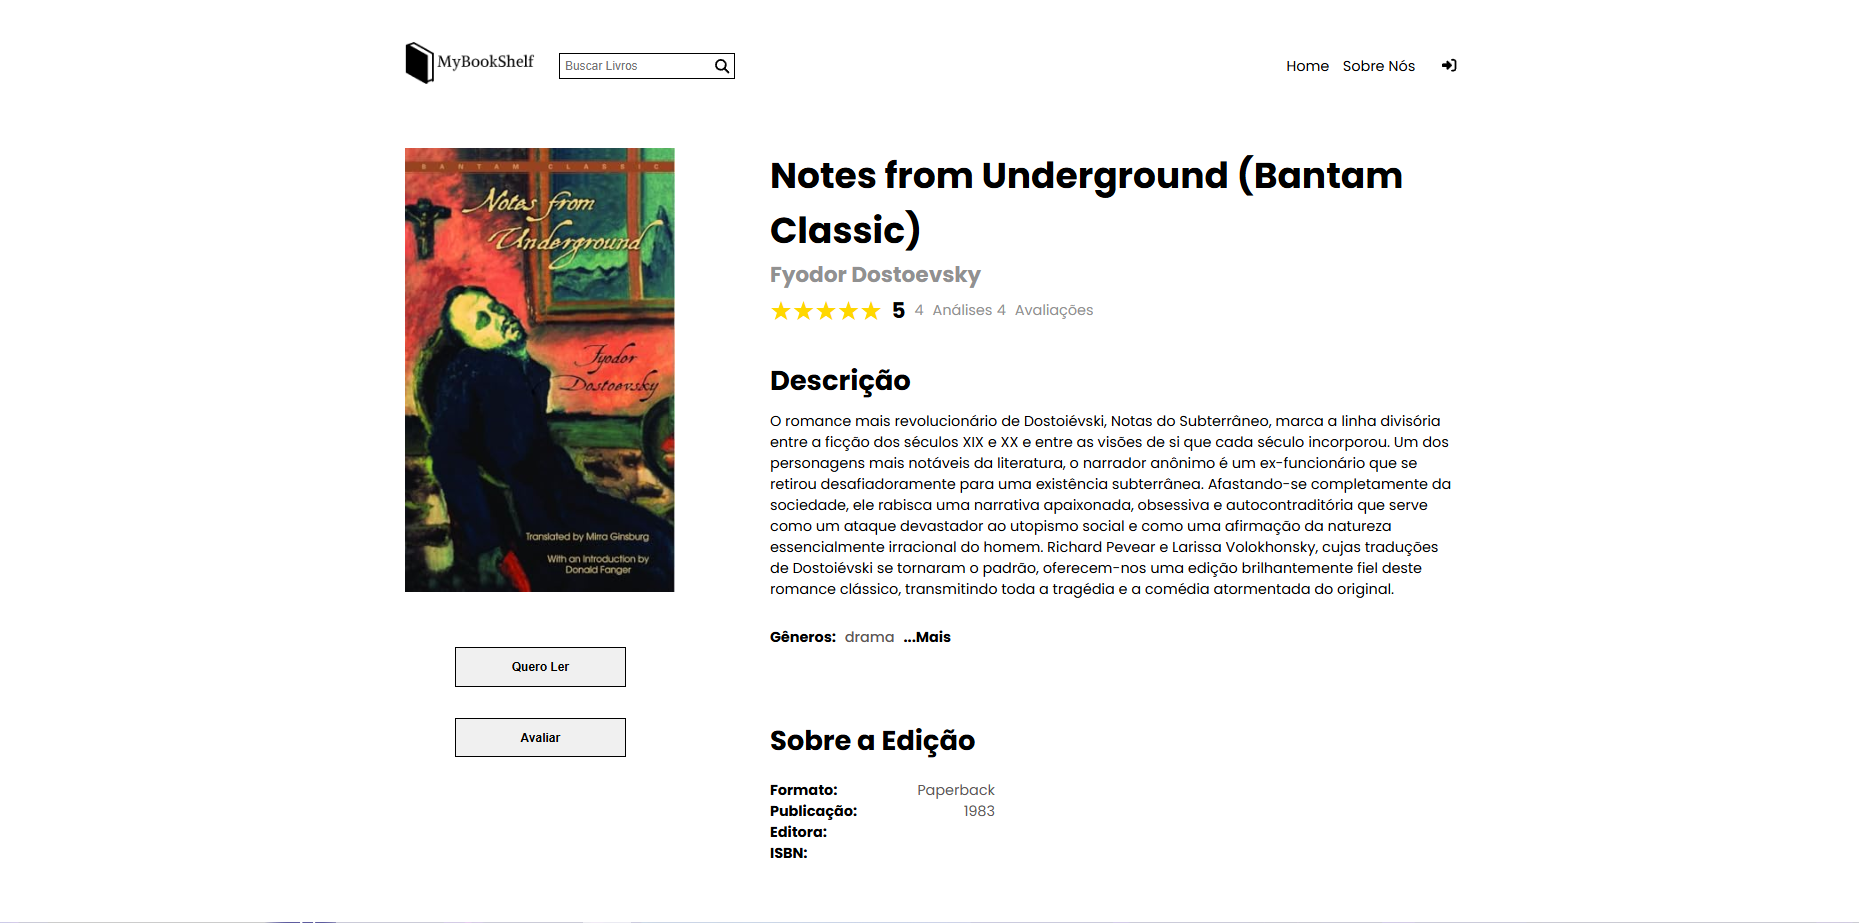 MyBookShelf
Buscar Livros
Home Sobre Nós
BANTAM CLASSIC
Notes from
Underground
Fyodor
Dostoevsky
Translated by Mirra Ginsburg
With an Introduction by
Donald Fanger
Quero Ler
Avaliar
Notes from Underground (Bantam
Classic)
Fyodor Dostoevsky
5 4 Análises 4 Avaliações
Descrição
O romance mais revolucionário de Dostoiévski, Notas do Subterrâneo, marca a linha divisória
entre a ficção dos séculos XIX e XX e entre as visões de si que cada século incorporou. Um dos
personagens mais notáveis da literatura, o narrador anônimo é um ex-funcionário que se
retirou desafiadoramente para uma existência subterrânea. Afastando-se completamente da
sociedade, ele rabisca uma narrativa apaixonada, obsessiva e autocontraditória que serve
como um ataque devastador ao utopismo social e como uma afirmação da natureza
essencialmente irracional do homem. Richard Pevear e Larissa Volokhonsky, cujas traduções
de Dostoiévski se tornaram o padrão, oferecem-nos uma edição brilhantemente fiel deste
romance clássico, transmitindo toda a tragédia e a comédia atormentada do original.
Gêneros: drama ...Mais
Sobre a Edição
Formato: Paperback
Publicação: 1983
Editora:
ISBN: